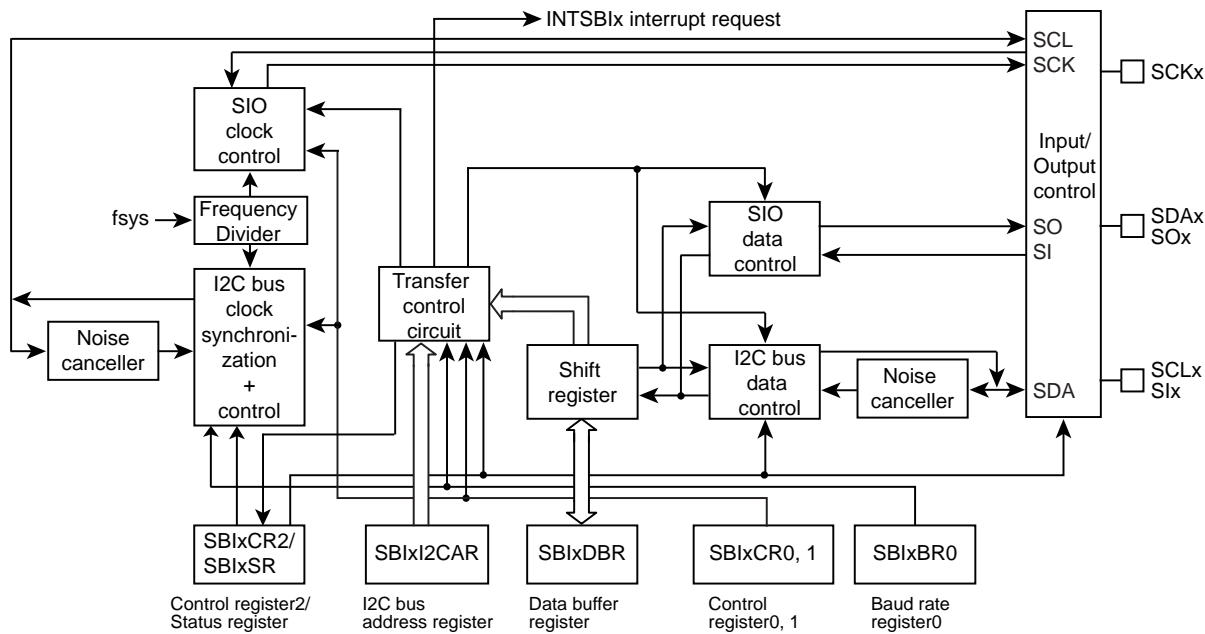 INTSBIx interrupt request
SCL
SCK
SCKx
SIO
clock
control
Input/
Output
control
fsys
Frequency
Divider
SIO
data
control
SO
SI
SDAx
SOx
I2C bus
clock
synchroni-
zation
+
control
Noise
canceller
Transfer
control
circuit
Shift
register
I2C bus
data
control
Noise
canceller
SDA
SCLx
SIx
SBIxCR2/
SBIxSR
SBIxI2CAR
SBIxDBR
SBIxCR0, 1
SBIxBR0
Control register2/
Status register
I2C bus
address register
Data buffer
register
Control
register0, 1
Baud rate
register0